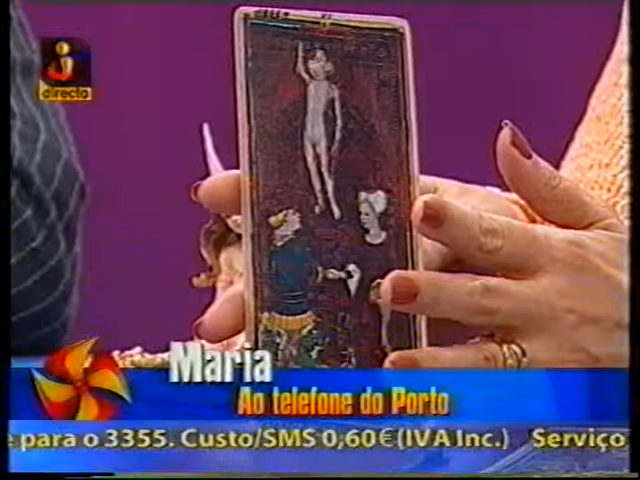 directo
Maria
Ao telefone do Porto
e para o 3355. Custo/SMS 0,60€(IVA Inc.)   Serviço